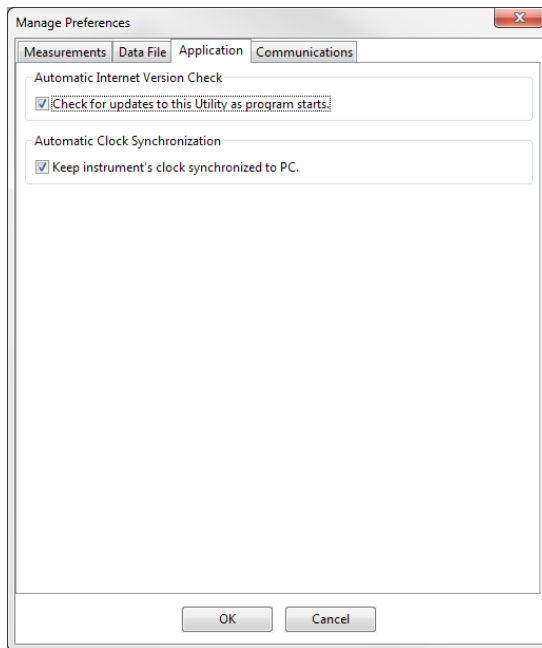 Manage Preferences
Measurements Data File Application Communications
Automatic Internet Version Check
Check for updates to this Utility as program starts.
Automatic Clock Synchronization
Keep instrument's clock synchronized to PC.
OK Cancel